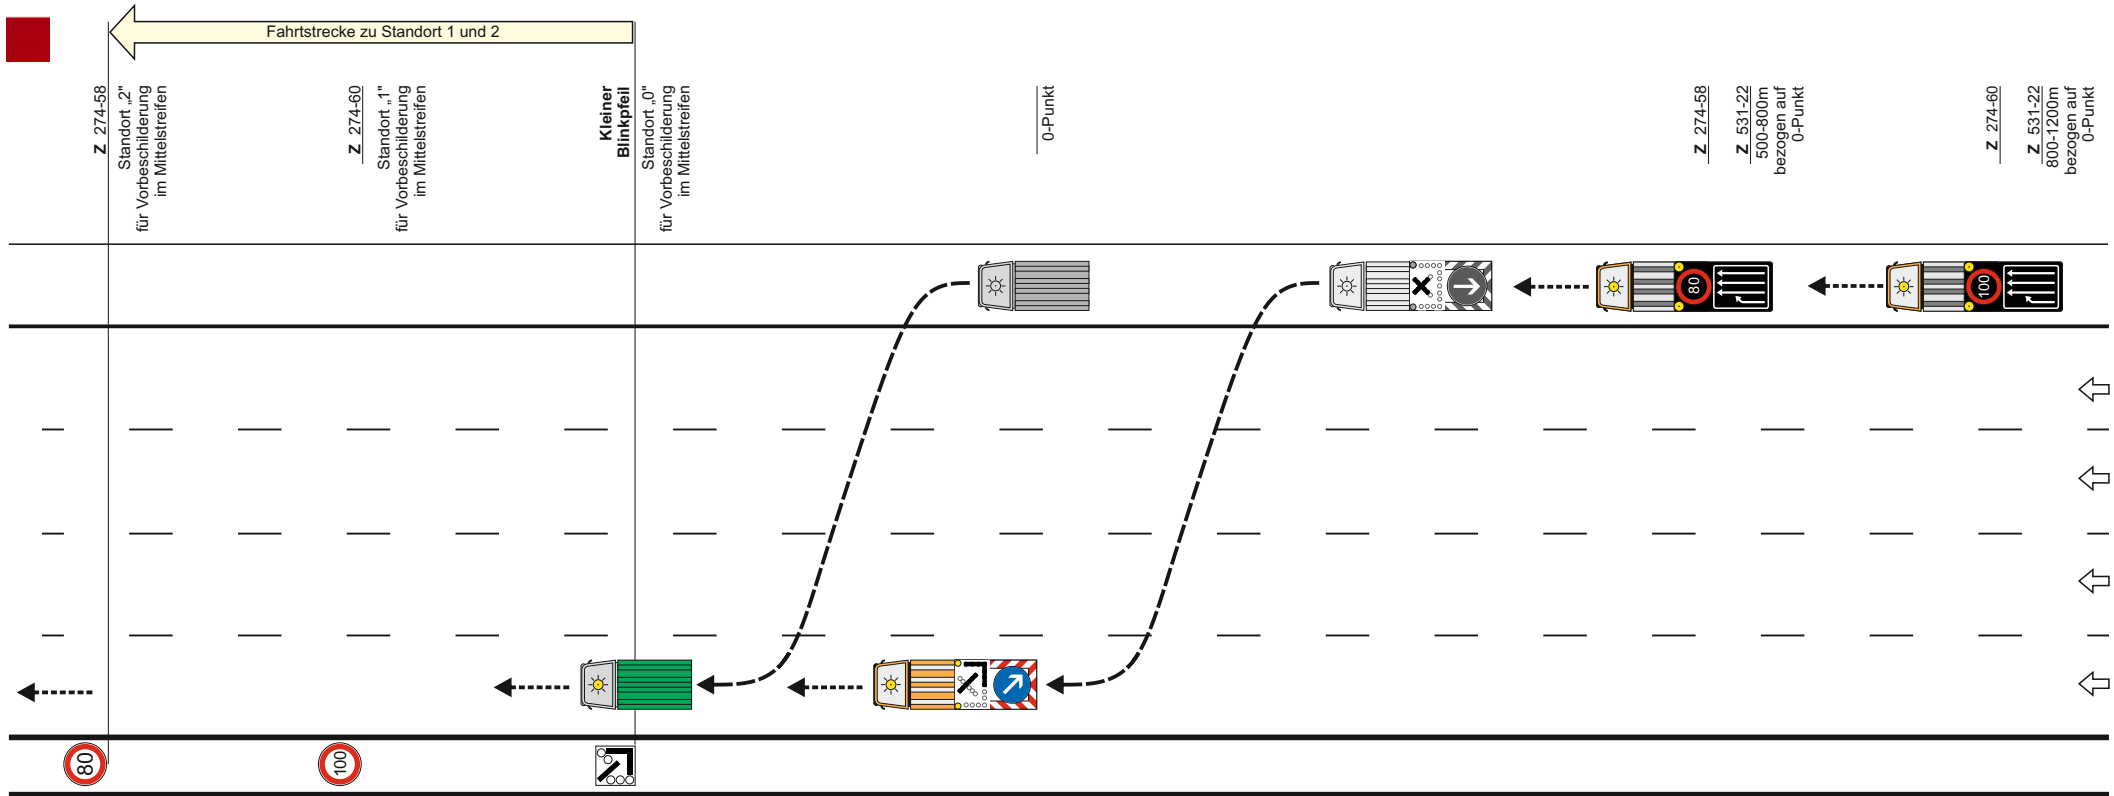 Fahrtstrecke zu Standort 1 und 2
Z 274-58
Standort „2"
für Vorbeschilderung
im Mittelstreifen
Z 274-60
Standort „1"
für Vorbeschilderung
im Mittelstreifen
Kleiner
Blinkpfeil
Standort „0"
für Vorbeschilderung
im Mittelstreifen
0-Punkt
Z 274-58
Z 531-22
500-800m
bezogen auf
0-Punkt
Z 274-60
Z 531-22
800-1200m
bezogen auf
0-Punkt
80
100
80
100